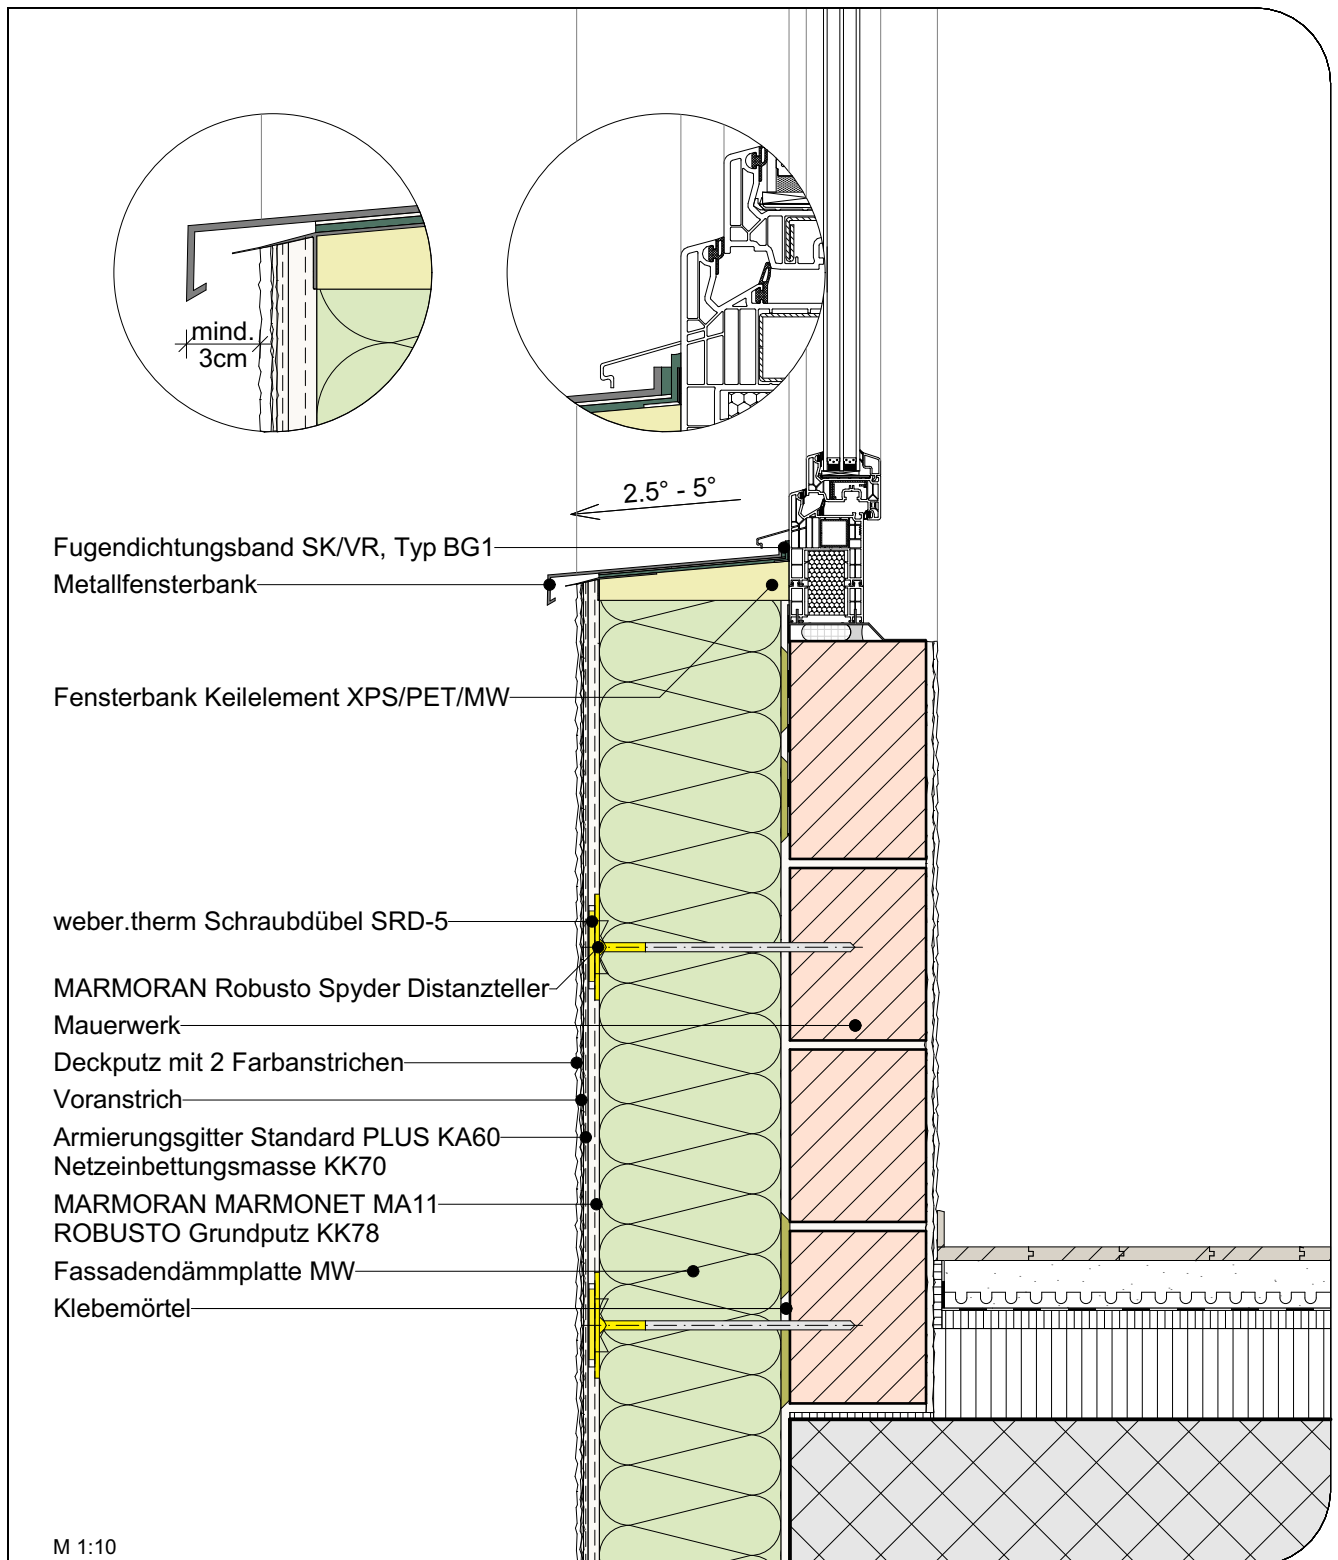 mind.
3cm
2.5° - 5°
Fugendichtungsband SK/VR, Typ BG1
Metallfensterbank
Fensterbank Keilelement XPS/PET/MW
weber.therm Schraubdübel SRD-5
MARMORAN Robusto Spyder Distanzteller
Mauerwerk
Deckputz mit 2 Farbanstrichen
Voranstrich
Armierungsgitter Standard PLUS KA60
Netzeinbettungsmasse KK70
MARMORAN MARMONET MA11
ROBUSTO Grundputz KK78
Fassadendämmplatte MW
Klebemörtel
M 1:10